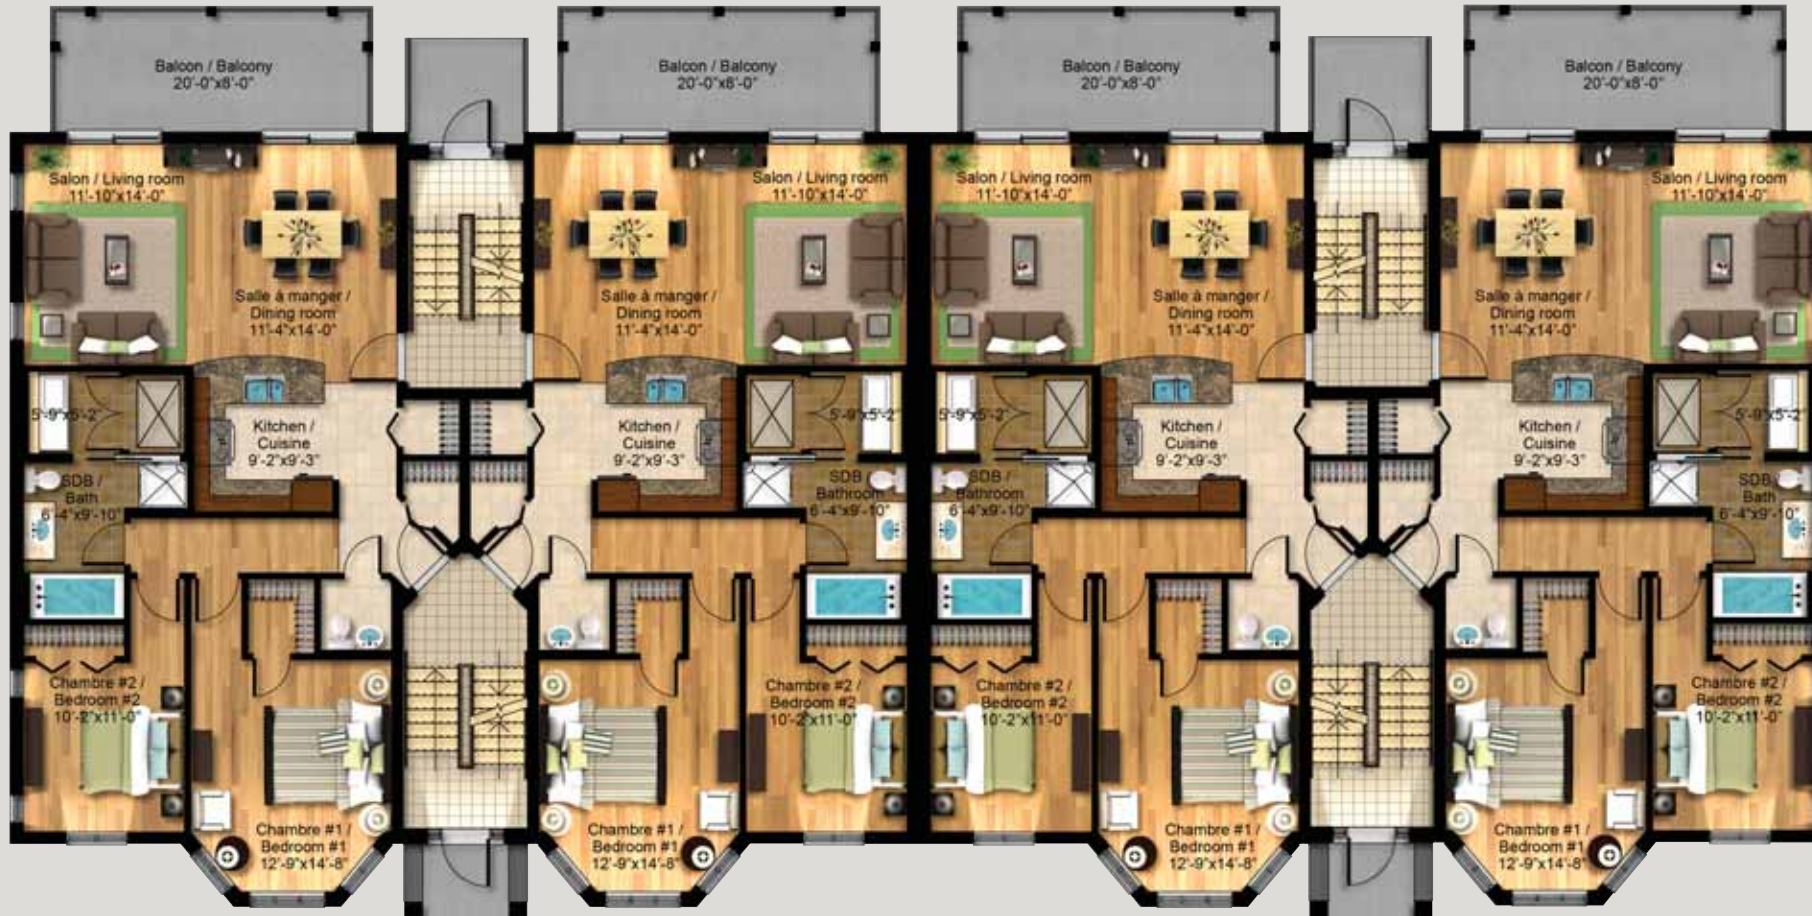 Balcon / Balcony
20'-0"x8'-0"
Balcon / Balcony
20'-0"x8'-0"
Balcon / Balcony
20'-0"x8'-0"
Balcon / Balcony
20'-0"x8'-0"
Salon / Living room
11'-10"x14'-0"
Salon / Living room
11'-10"x14'-0"
Salon / Living room
11'-10"x14'-0"
Salon / Living room
11'-10"x14'-0"
Salle à manger /
Dining room
11'-4"x14'-0"
Salle à manger /
Dining room
11'-4"x14'-0"
Salle à manger /
Dining room
11'-4"x14'-0"
Salle à manger /
Dining room
11'-4"x14'-0"
5'-9"x5'-2"
Kitchen /
Cuisine
9'-2"x9'-3"
Kitchen /
Cuisine
9'-2"x9'-3"
5'-9"x5'-2"
5'-9"x5'-2"
Kitchen /
Cuisine
9'-2"x9'-3"
Kitchen /
Cuisine
9'-2"x9'-3"
5'-9"x5'-2"
SDB /
Bath
6'-4"x9'-10"
SDB /
Bathroom
6'-4"x9'-10"
SDB /
Bathroom
6'-4"x9'-10"
SDB /
Bath
6'-4"x9'-10"
Chambre #2 /
Bedroom #2
10'-2"x11'-0"
Chambre #2 /
Bedroom #2
10'-2"x11'-0"
Chambre #2 /
Bedroom #2
10'-2"x11'-0"
Chambre #2 /
Bedroom #2
10'-2"x11'-0"
Chambre #1 /
Bedroom #1
12'-9"x14'-8"
Chambre #1 /
Bedroom #1
12'-9"x14'-8"
Chambre #1 /
Bedroom #1
12'-9"x14'-8"
Chambre #1 /
Bedroom #1
12'-9"x14'-8"